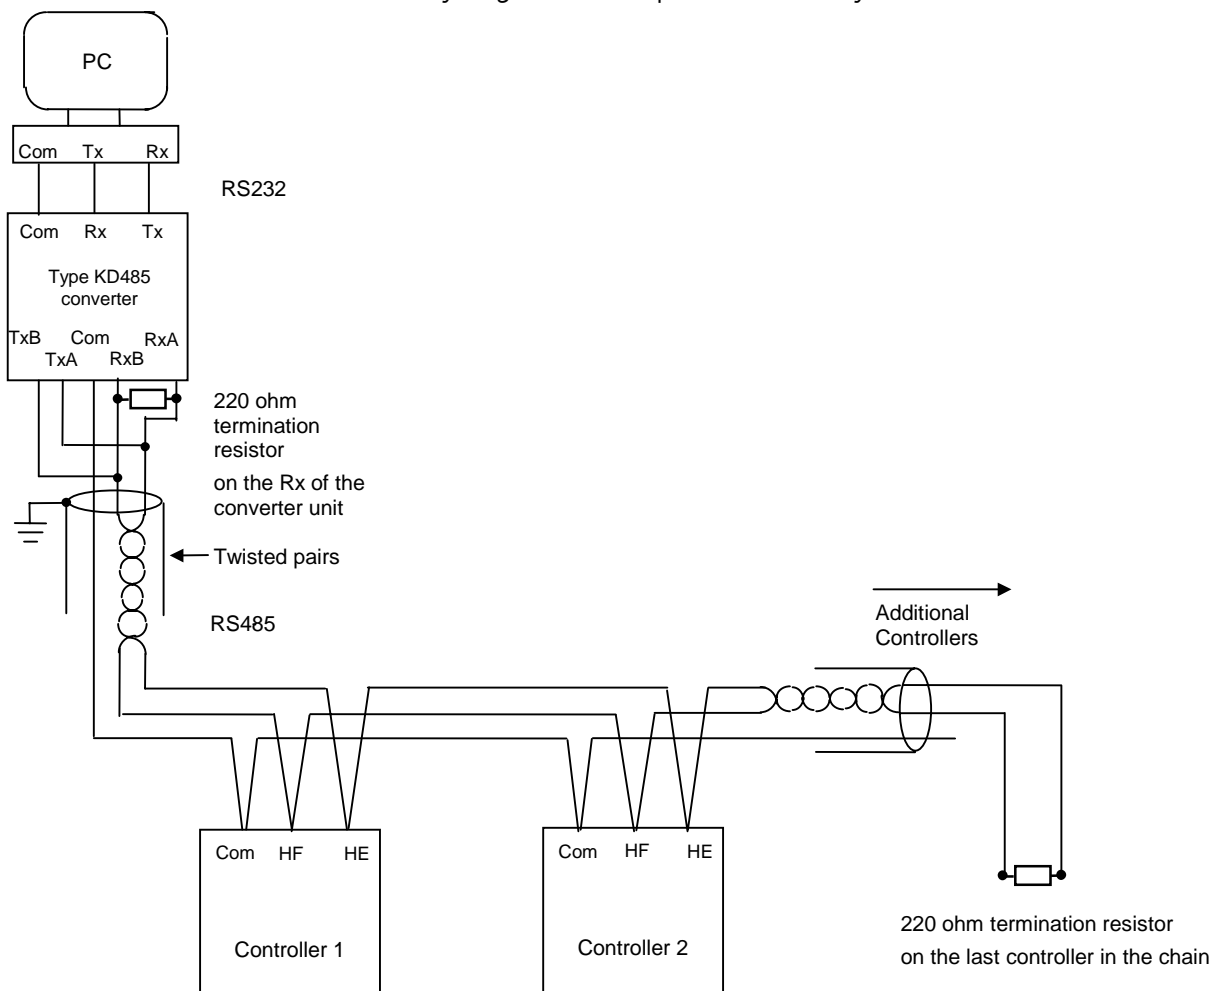 PC
Com Tx Rx
RS232
Com Rx Tx
Type KD485
converter
TxB Com RxA
TxA RxB
220 ohm
termination
resistor
on the Rx of the
converter unit
Twisted pairs
RS485
Additional
Controllers
Com HF HE
Controller 1
Com HF HE
Controller 2
220 ohm termination resistor
on the last controller in the chain